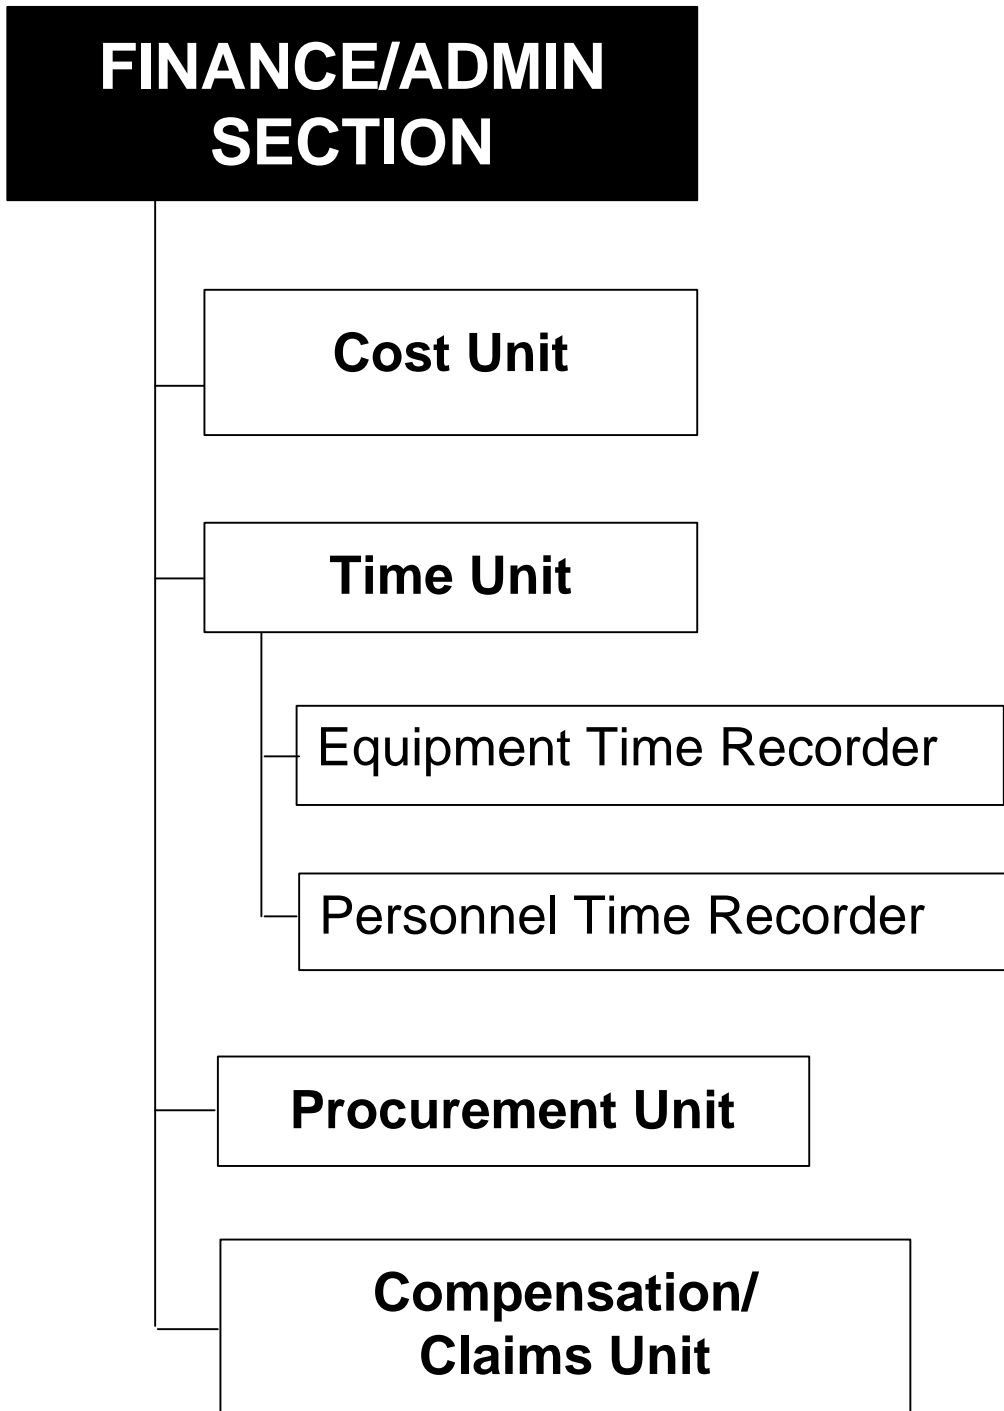 FINANCE/ADMIN
SECTION
Cost Unit
Time Unit
Equipment Time Recorder
Personnel Time Recorder
Procurement Unit
Compensation/
Claims Unit